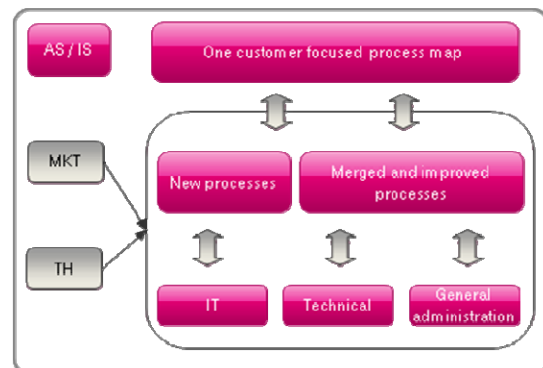 AS / IS
One customer focused process map
MKT
New processes
Merged and improved
processes
TH
IT
Technical
General
administration